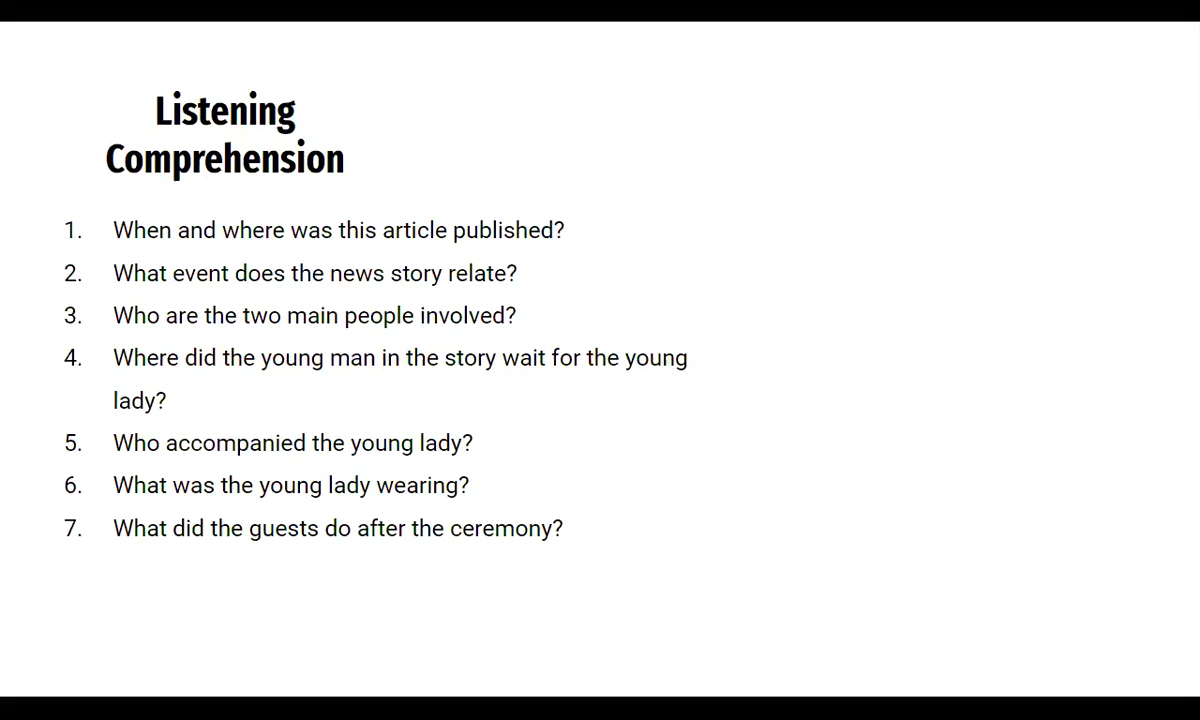 Listening
Comprehension
1. When and where was this article published?
2. What event does the news story relate?
3. Who are the two main people involved?
4. Where did the young man in the story wait for the young
lady?
5. Who accompanied the young lady?
6. What was the young lady wearing?
7. What did the guests do after the ceremony?